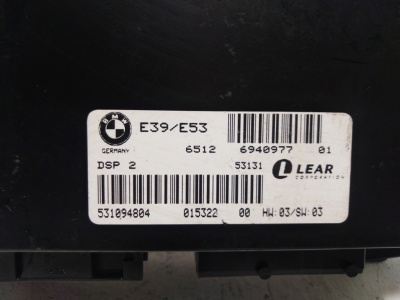 BMW
GERMANY
E39/E53
6512 6940977 01
DSP 2
53131
LEAR
CORPORATION
531094804 015322 00 HW:03/SW:03